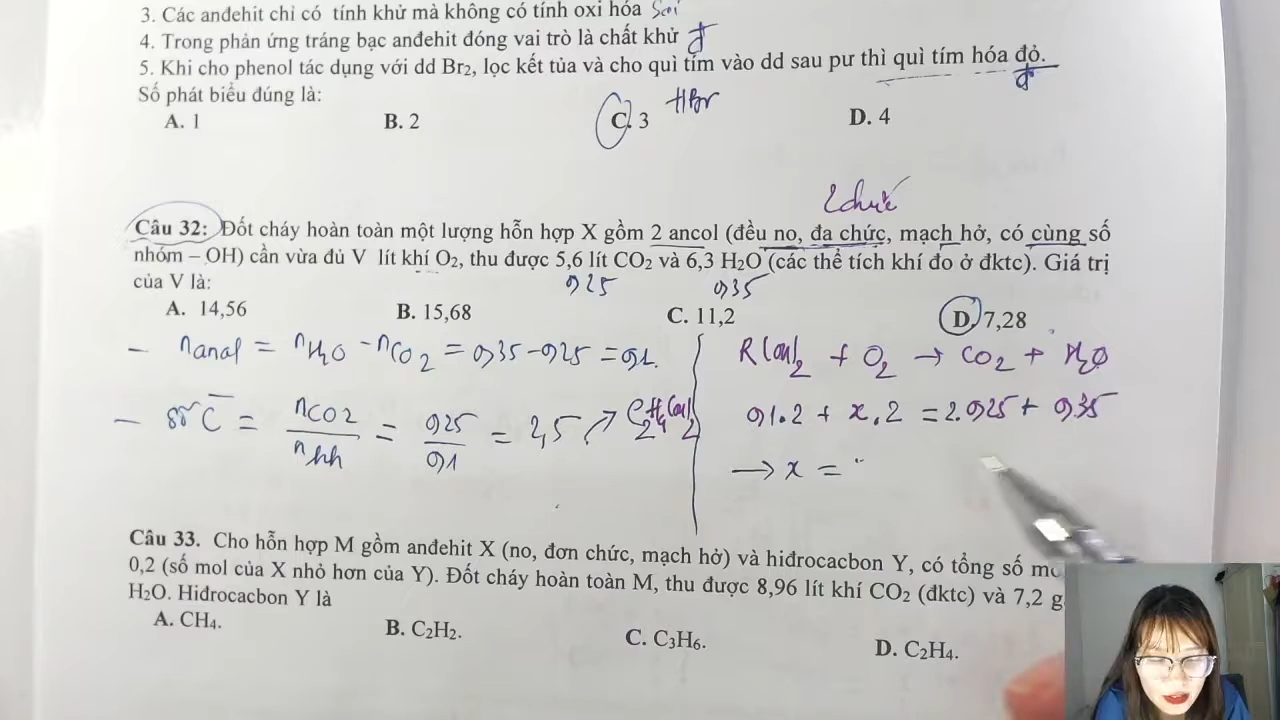 3. Các anđehit chỉ có tính khử mà không có tính oxi hóa Sai
4. Trong phản ứng tráng bạc anđehit đóng vai trò là chất khử đ
5. Khi cho phenol tác dụng với dd Br₂, lọc kết tủa và cho quì tím vào dd sau pư thì quì tím hóa đỏ.
đ
Số phát biểu đúng là:
HBr
A. 1 B. 2 C. 3 D. 4
2 chức
Câu 32: Đốt cháy hoàn toàn một lượng hỗn hợp X gồm 2 ancol (đều no, đa chức, mạch hở, có cùng số
nhóm – OH) cần vừa đủ V lít khí O₂, thu được 5,6 lít CO₂ và 6,3 H₂O (các thể tích khí đo ở đktc). Giá trị
của V là:
0,25 0,35
A. 14,56 B. 15,68 C. 11,2 D. 7,28
- nancol = nH₂O - nCO₂ = 0,35 - 0,25 = 0,1.
- số C̅ = nCO₂ / nhh = 0,25 / 0,1 = 2,5 ↗ C₂H₄(OH)₂
R(OH)₂ + O₂ → CO₂ + H₂O
0,1.2 + x.2 = 2.0,25 + 0,35
→ x =
Câu 33. Cho hỗn hợp M gồm anđehit X (no, đơn chức, mạch hở) và hiđrocacbon Y, có tổng số
0,2 (số mol của X nhỏ hơn của Y). Đốt cháy hoàn toàn M, thu được 8,96 lít khí CO₂ (đktc) và 7,2 g
H₂O. Hiđrocacbon Y là
A. CH₄. B. C₂H₂. C. C₃H₆. D. C₂H₄.